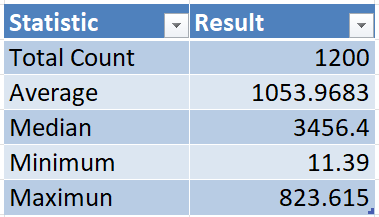 Statistic Result
Total Count 1200
Average 1053.9683
Median 3456.4
Minimum 11.39
Maximun 823.615